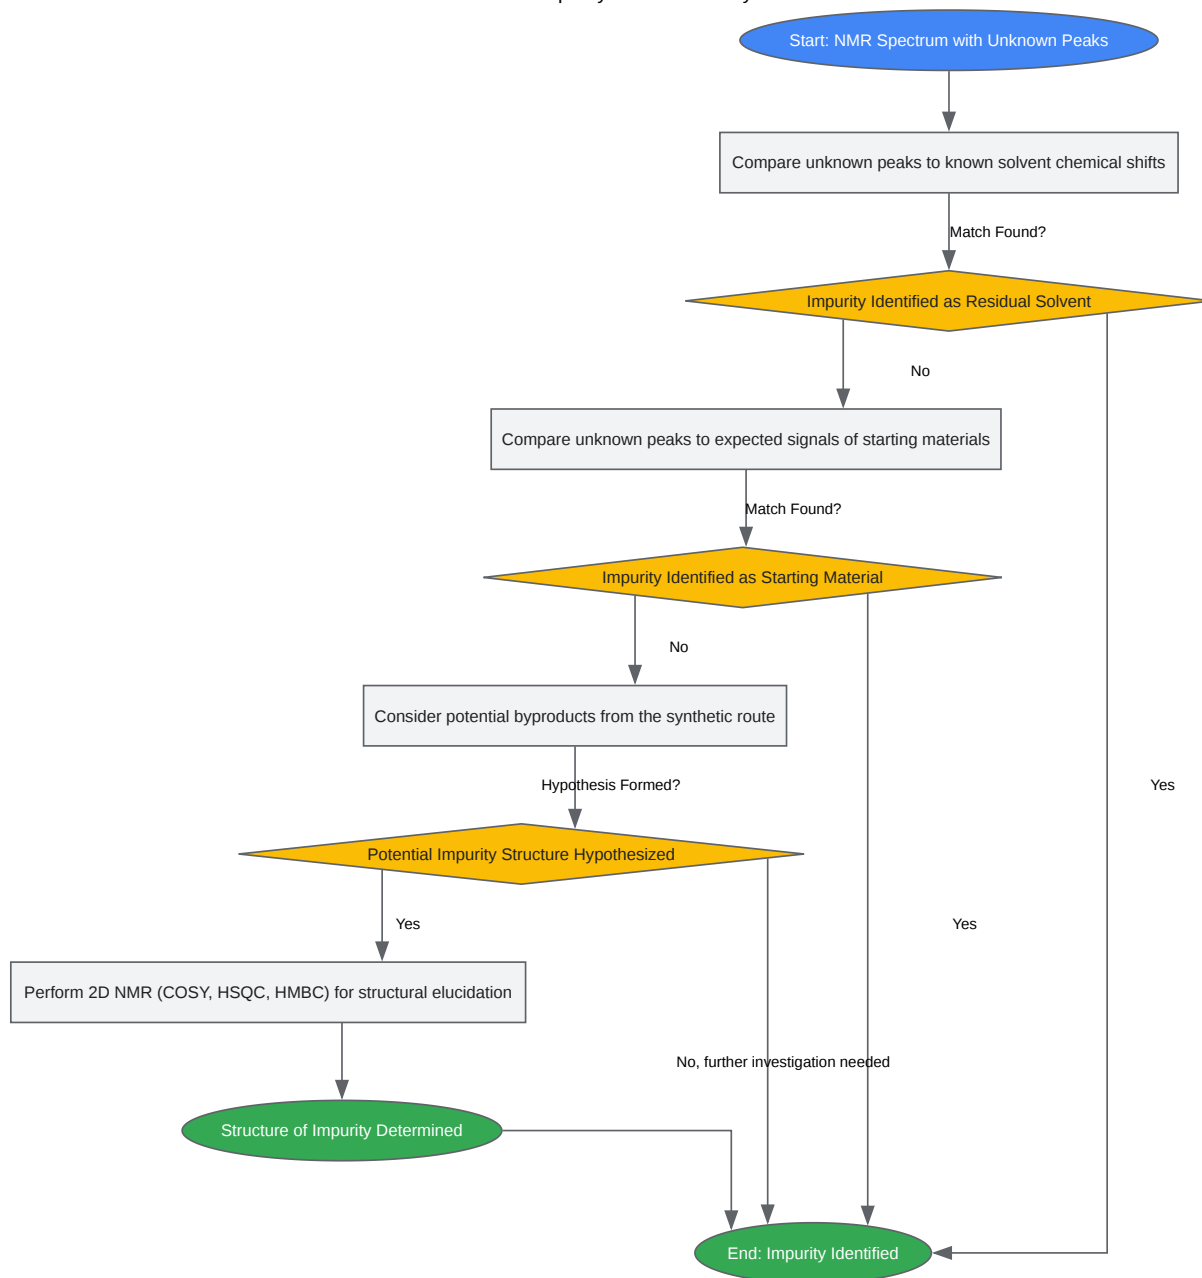 Start: NMR Spectrum with Unknown Peaks
Compare unknown peaks to known solvent chemical shifts
Match Found?
Impurity Identified as Residual Solvent
No
Compare unknown peaks to expected signals of starting materials
Match Found?
Impurity Identified as Starting Material
No
Consider potential byproducts from the synthetic route
Hypothesis Formed?
Yes
Potential Impurity Structure Hypothesized
Yes
Yes
Perform 2D NMR (COSY, HSQC, HMBC) for structural elucidation
No, further investigation needed
Structure of Impurity Determined
End: Impurity Identified